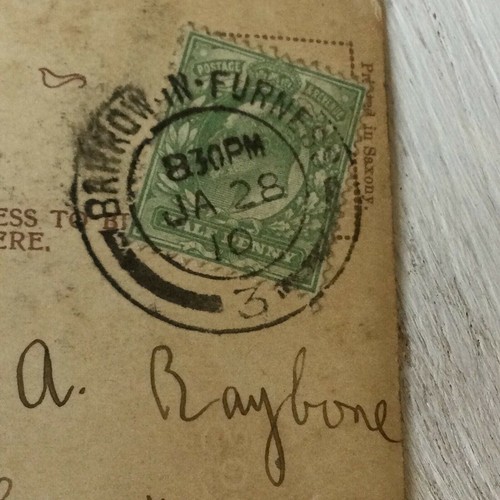 BARROW-IN-FURNESS
POSTAGE REVENUE
8.30PM
JA 28
10
HALFPENNY
3
Printed in Saxony.
ESS TO BE
ERE.
A. Raybone